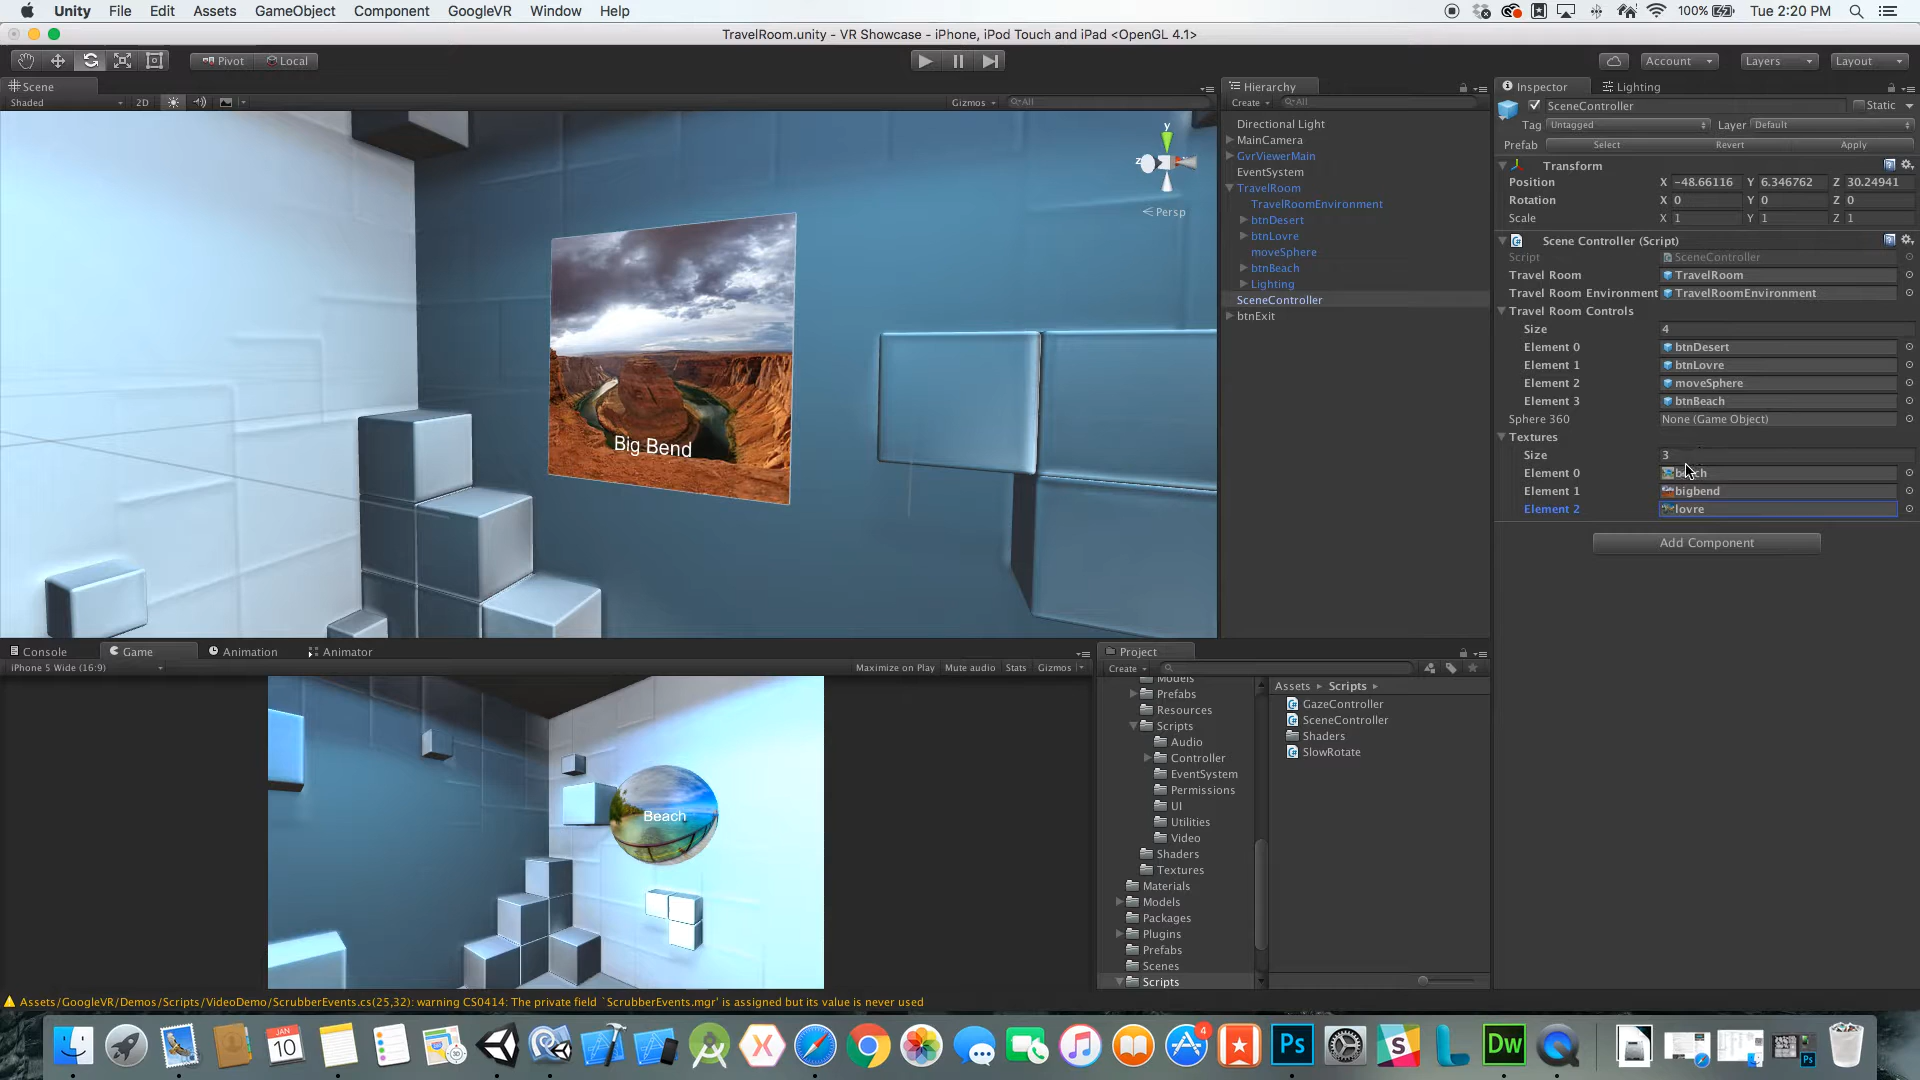 Unity File Edit Assets GameObject Component GoogleVR Window Help
100% Tue 2:20 PM
TravelRoom.unity - VR Showcase - iPhone, iPod Touch and iPad <OpenGL 4.1>
Pivot Local
Account Layers Layout
Scene
Shaded 2D Gizmos All
y
z
Persp
Big Bend
Hierarchy
Create All
Directional Light
MainCamera
GvrViewerMain
EventSystem
TravelRoom
TravelRoomEnvironment
btnDesert
btnLovre
moveSphere
btnBeach
Lighting
SceneController
btnExit
Inspector Lighting
SceneController Static
Tag Untagged Layer Default
Prefab Select Revert Apply
Transform
Position X -48.66116 Y 6.346762 Z 30.24941
Rotation X 0 Y 0 Z 0
Scale X 1 Y 1 Z 1
Scene Controller (Script)
Script SceneController
Travel Room TravelRoom
Travel Room Environment TravelRoomEnvironment
Travel Room Controls
Size 4
Element 0 btnDesert
Element 1 btnLovre
Element 2 moveSphere
Element 3 btnBeach
Sphere 360 None (Game Object)
Textures
Size 3
Element 0 beach
Element 1 bigbend
Element 2 lovre
Add Component
Console Game Animation Animator
iPhone 5 Wide (16:9) Maximize on Play Mute audio Stats Gizmos
Beach
Project
Create
Models
Prefabs
Resources
Scripts
Audio
Controller
EventSystem
Permissions
UI
Utilities
Video
Shaders
Textures
Materials
Models
Packages
Plugins
Prefabs
Scenes
Scripts
Assets Scripts
GazeController
SceneController
Shaders
SlowRotate
Assets/GoogleVR/Demos/Scripts/VideoDemo/ScrubberEvents.cs(25,32): warning CS0414: The private field `ScrubberEvents.mgr' is assigned but its value is never used
JAN
10
4
Ps
S
Dw
Ps